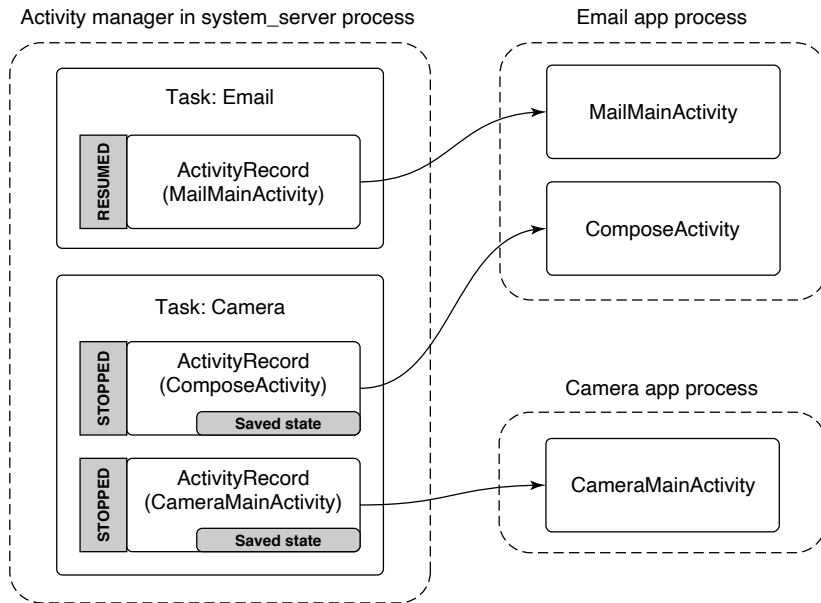 Activity manager in system_server process
Task: Email
RESUMED
ActivityRecord
(MailMainActivity)
Task: Camera
STOPPED
ActivityRecord
(ComposeActivity)
Saved state
STOPPED
ActivityRecord
(CameraMainActivity)
Saved state
Email app process
MailMainActivity
ComposeActivity
Camera app process
CameraMainActivity